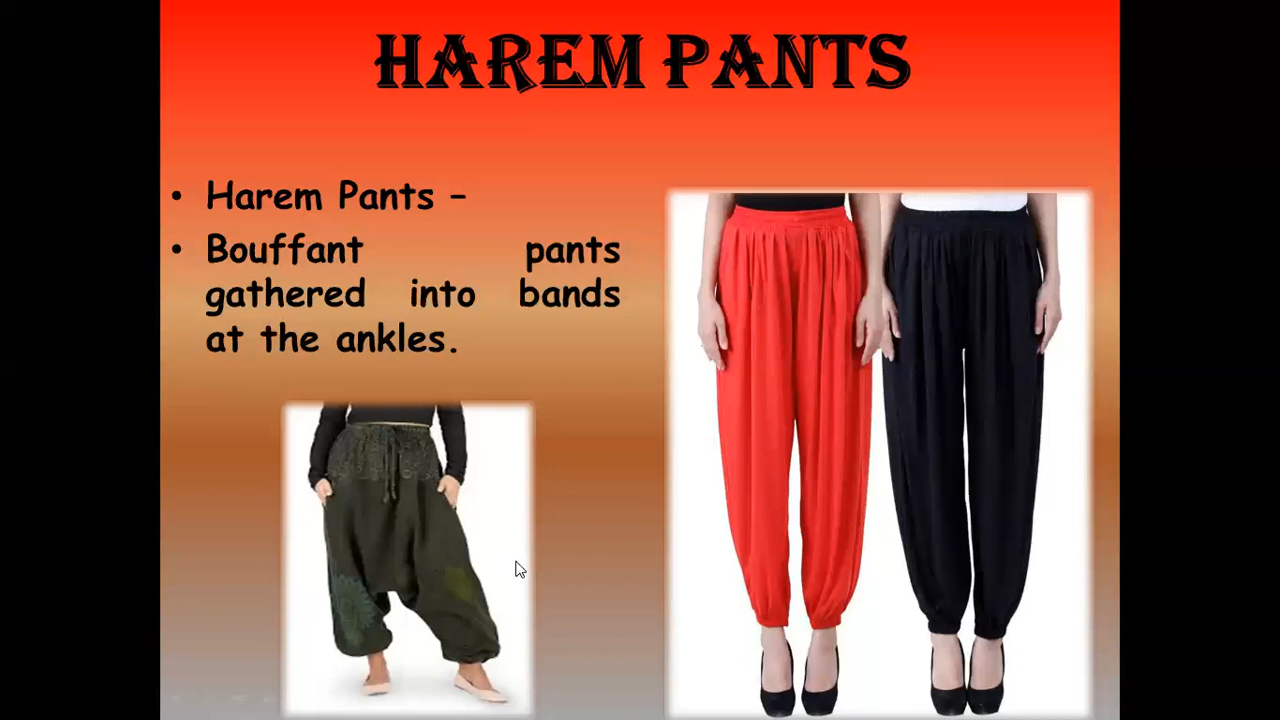 HAREM PANTS
• Harem Pants –
• Bouffant pants
gathered into bands
at the ankles.